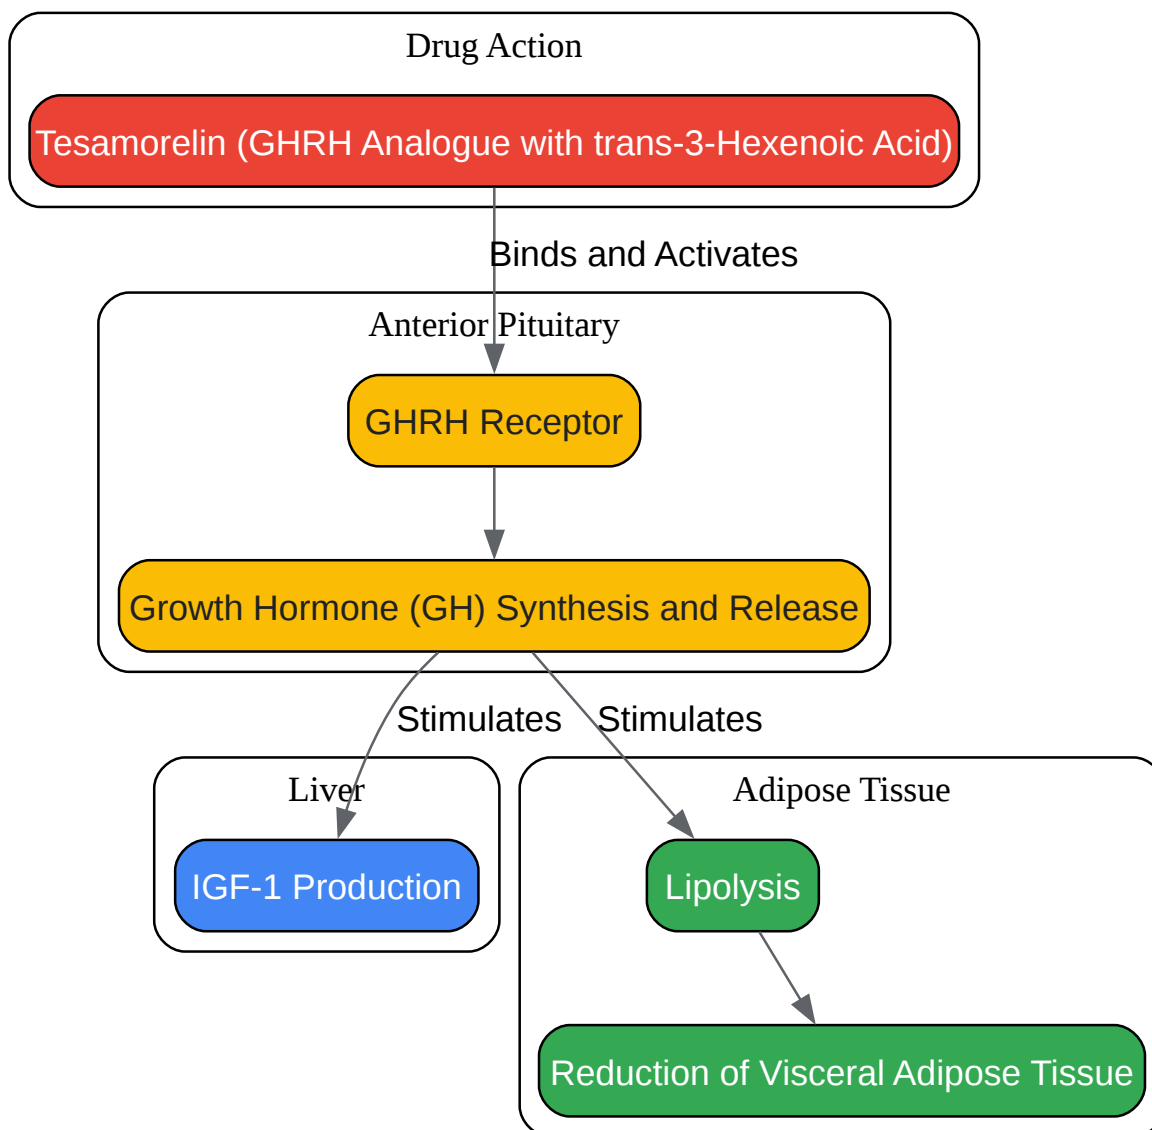 Drug Action
Tesamorelin (GHRH Analogue with trans-3-Hexenoic Acid)
Binds and Activates
Anterior Pituitary
GHRH Receptor
Growth Hormone (GH) Synthesis and Release
Stimulates
Stimulates
Liver
Adipose Tissue
IGF-1 Production
Lipolysis
Reduction of Visceral Adipose Tissue